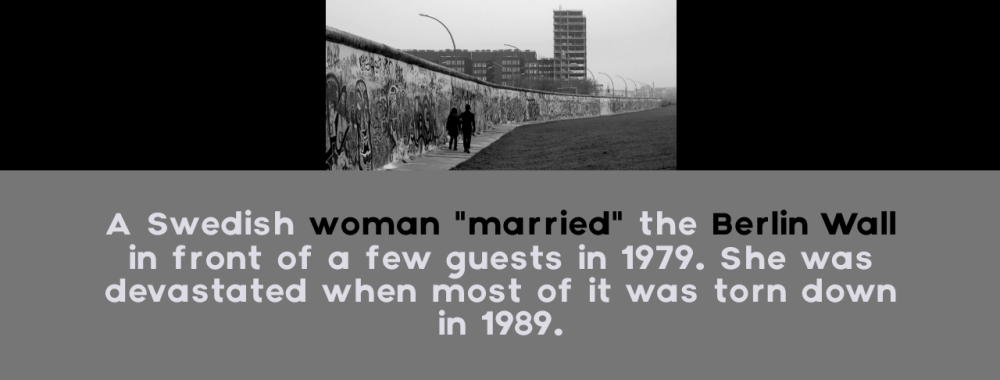 A Swedish woman "married" the Berlin Wall
in front of a few guests in 1979. She was
devastated when most of it was torn down
in 1989.